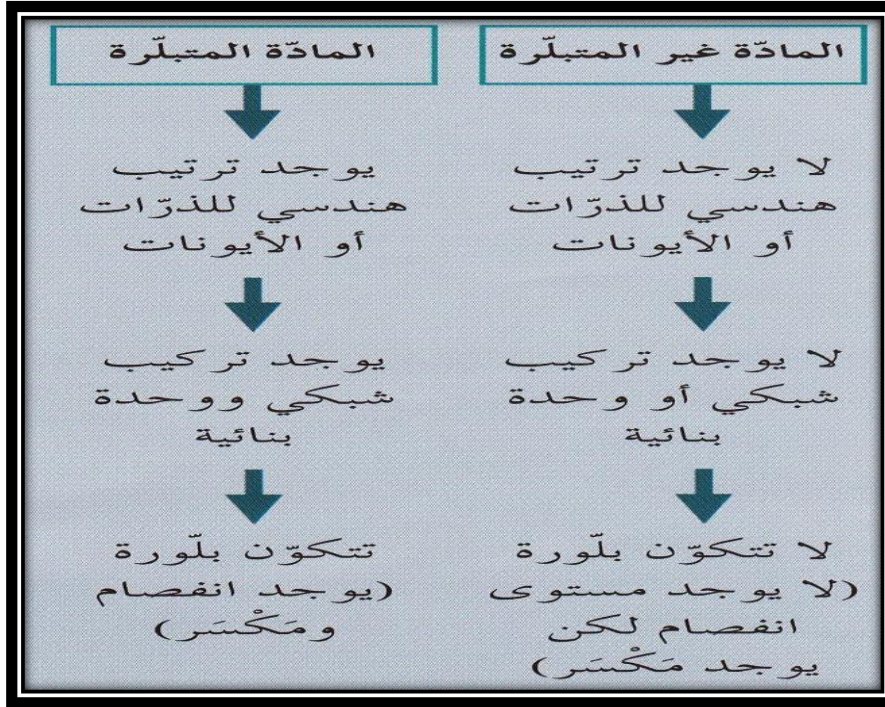 المادّة غير المتبلّرة
لا يوجد ترتيب
هندسي للذرّات
أو الأيونات
لا يوجد تركيب
شبكي أو وحدة
بنائية
لا تتكوّن بلّورة
(لا يوجد مستوى
انفصام لكن
يوجد مَكْسَر)
المادّة المتبلّرة
يوجد ترتيب
هندسي للذرّات
أو الأيونات
يوجد تركيب
شبكي ووحدة
بنائية
تتكوّن بلّورة
(يوجد انفصام
ومَكْسَر)